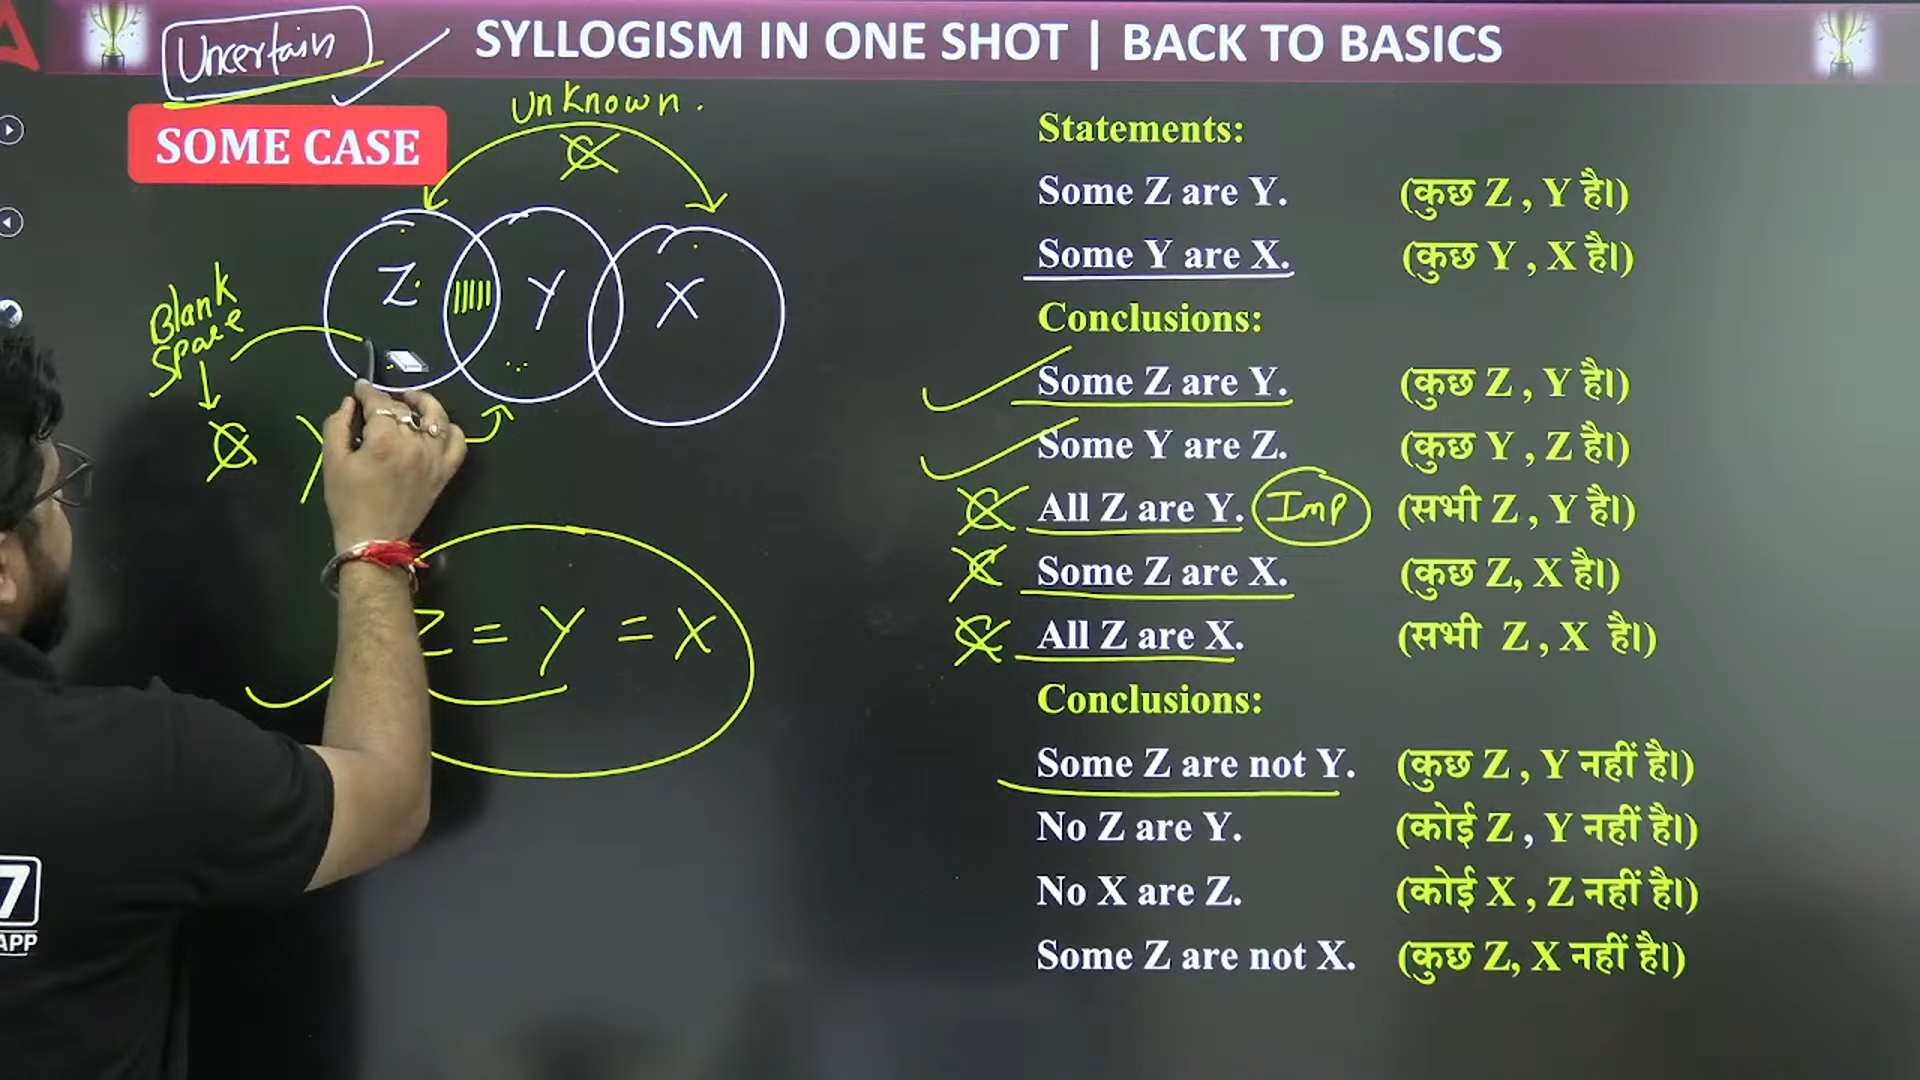 SYLLOGISM IN ONE SHOT | BACK TO BASICS
Uncertain
SOME CASE
Unknown.
Z
Y
X
Blank
Space
Y
Z = Y = X
Statements:
Some Z are Y. (कुछ Z , Y है।)
Some Y are X. (कुछ Y , X है।)
Conclusions:
Some Z are Y. (कुछ Z , Y है।)
Some Y are Z. (कुछ Y , Z है।)
All Z are Y. Imp (सभी Z , Y है।)
Some Z are X. (कुछ Z, X है।)
All Z are X. (सभी Z , X है।)
Conclusions:
Some Z are not Y. (कुछ Z , Y नहीं है।)
No Z are Y. (कोई Z , Y नहीं है।)
No X are Z. (कोई X , Z नहीं है।)
Some Z are not X. (कुछ Z, X नहीं है।)
7
APP